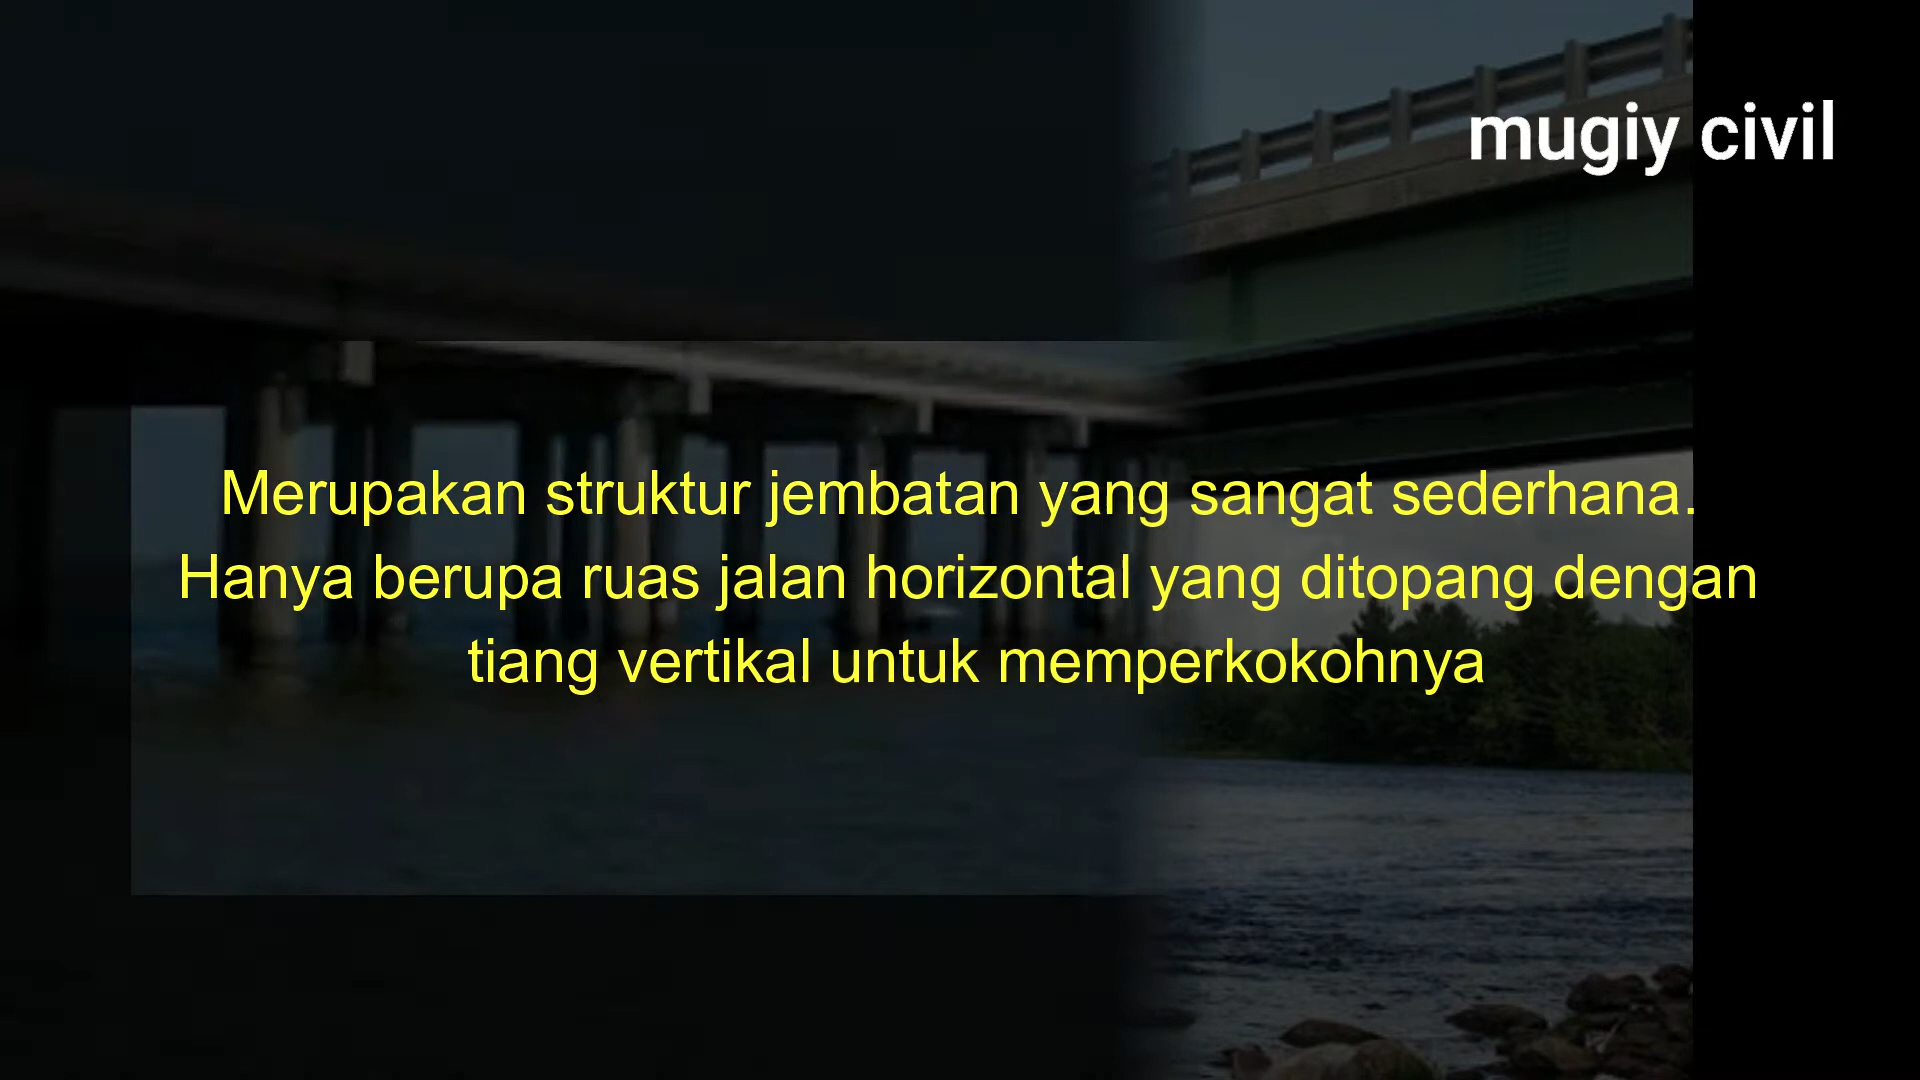 mugiy civil
Merupakan struktur jembatan yang sangat sederhana.
Hanya berupa ruas jalan horizontal yang ditopang dengan
tiang vertikal untuk memperkokohnya